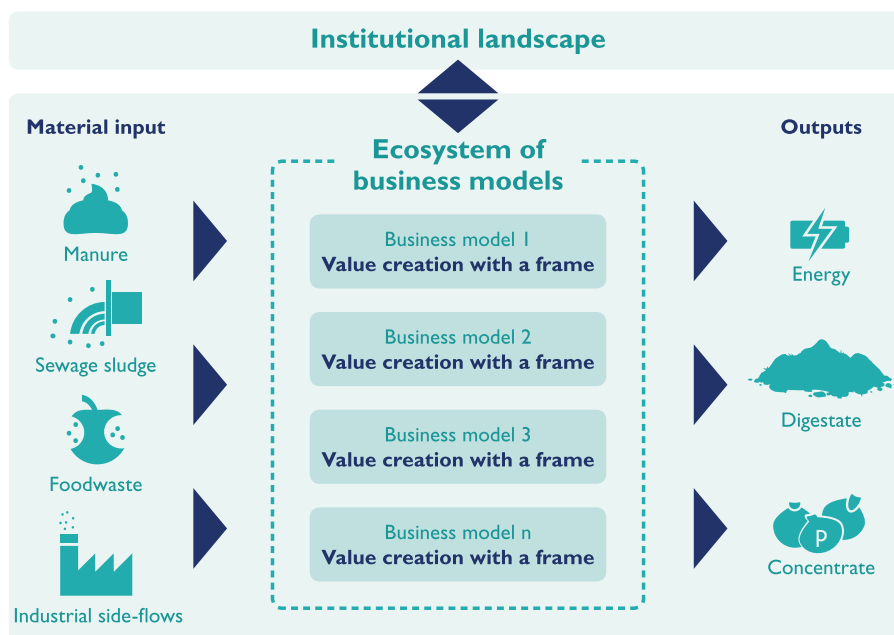 Institutional landscape
Material input
Manure
Sewage sludge
Foodwaste
Industrial side-flows
Ecosystem of
business models
Business model 1
Value creation with a frame
Business model 2
Value creation with a frame
Business model 3
Value creation with a frame
Business model n
Value creation with a frame
Outputs
Energy
Digestate
P
Concentrate